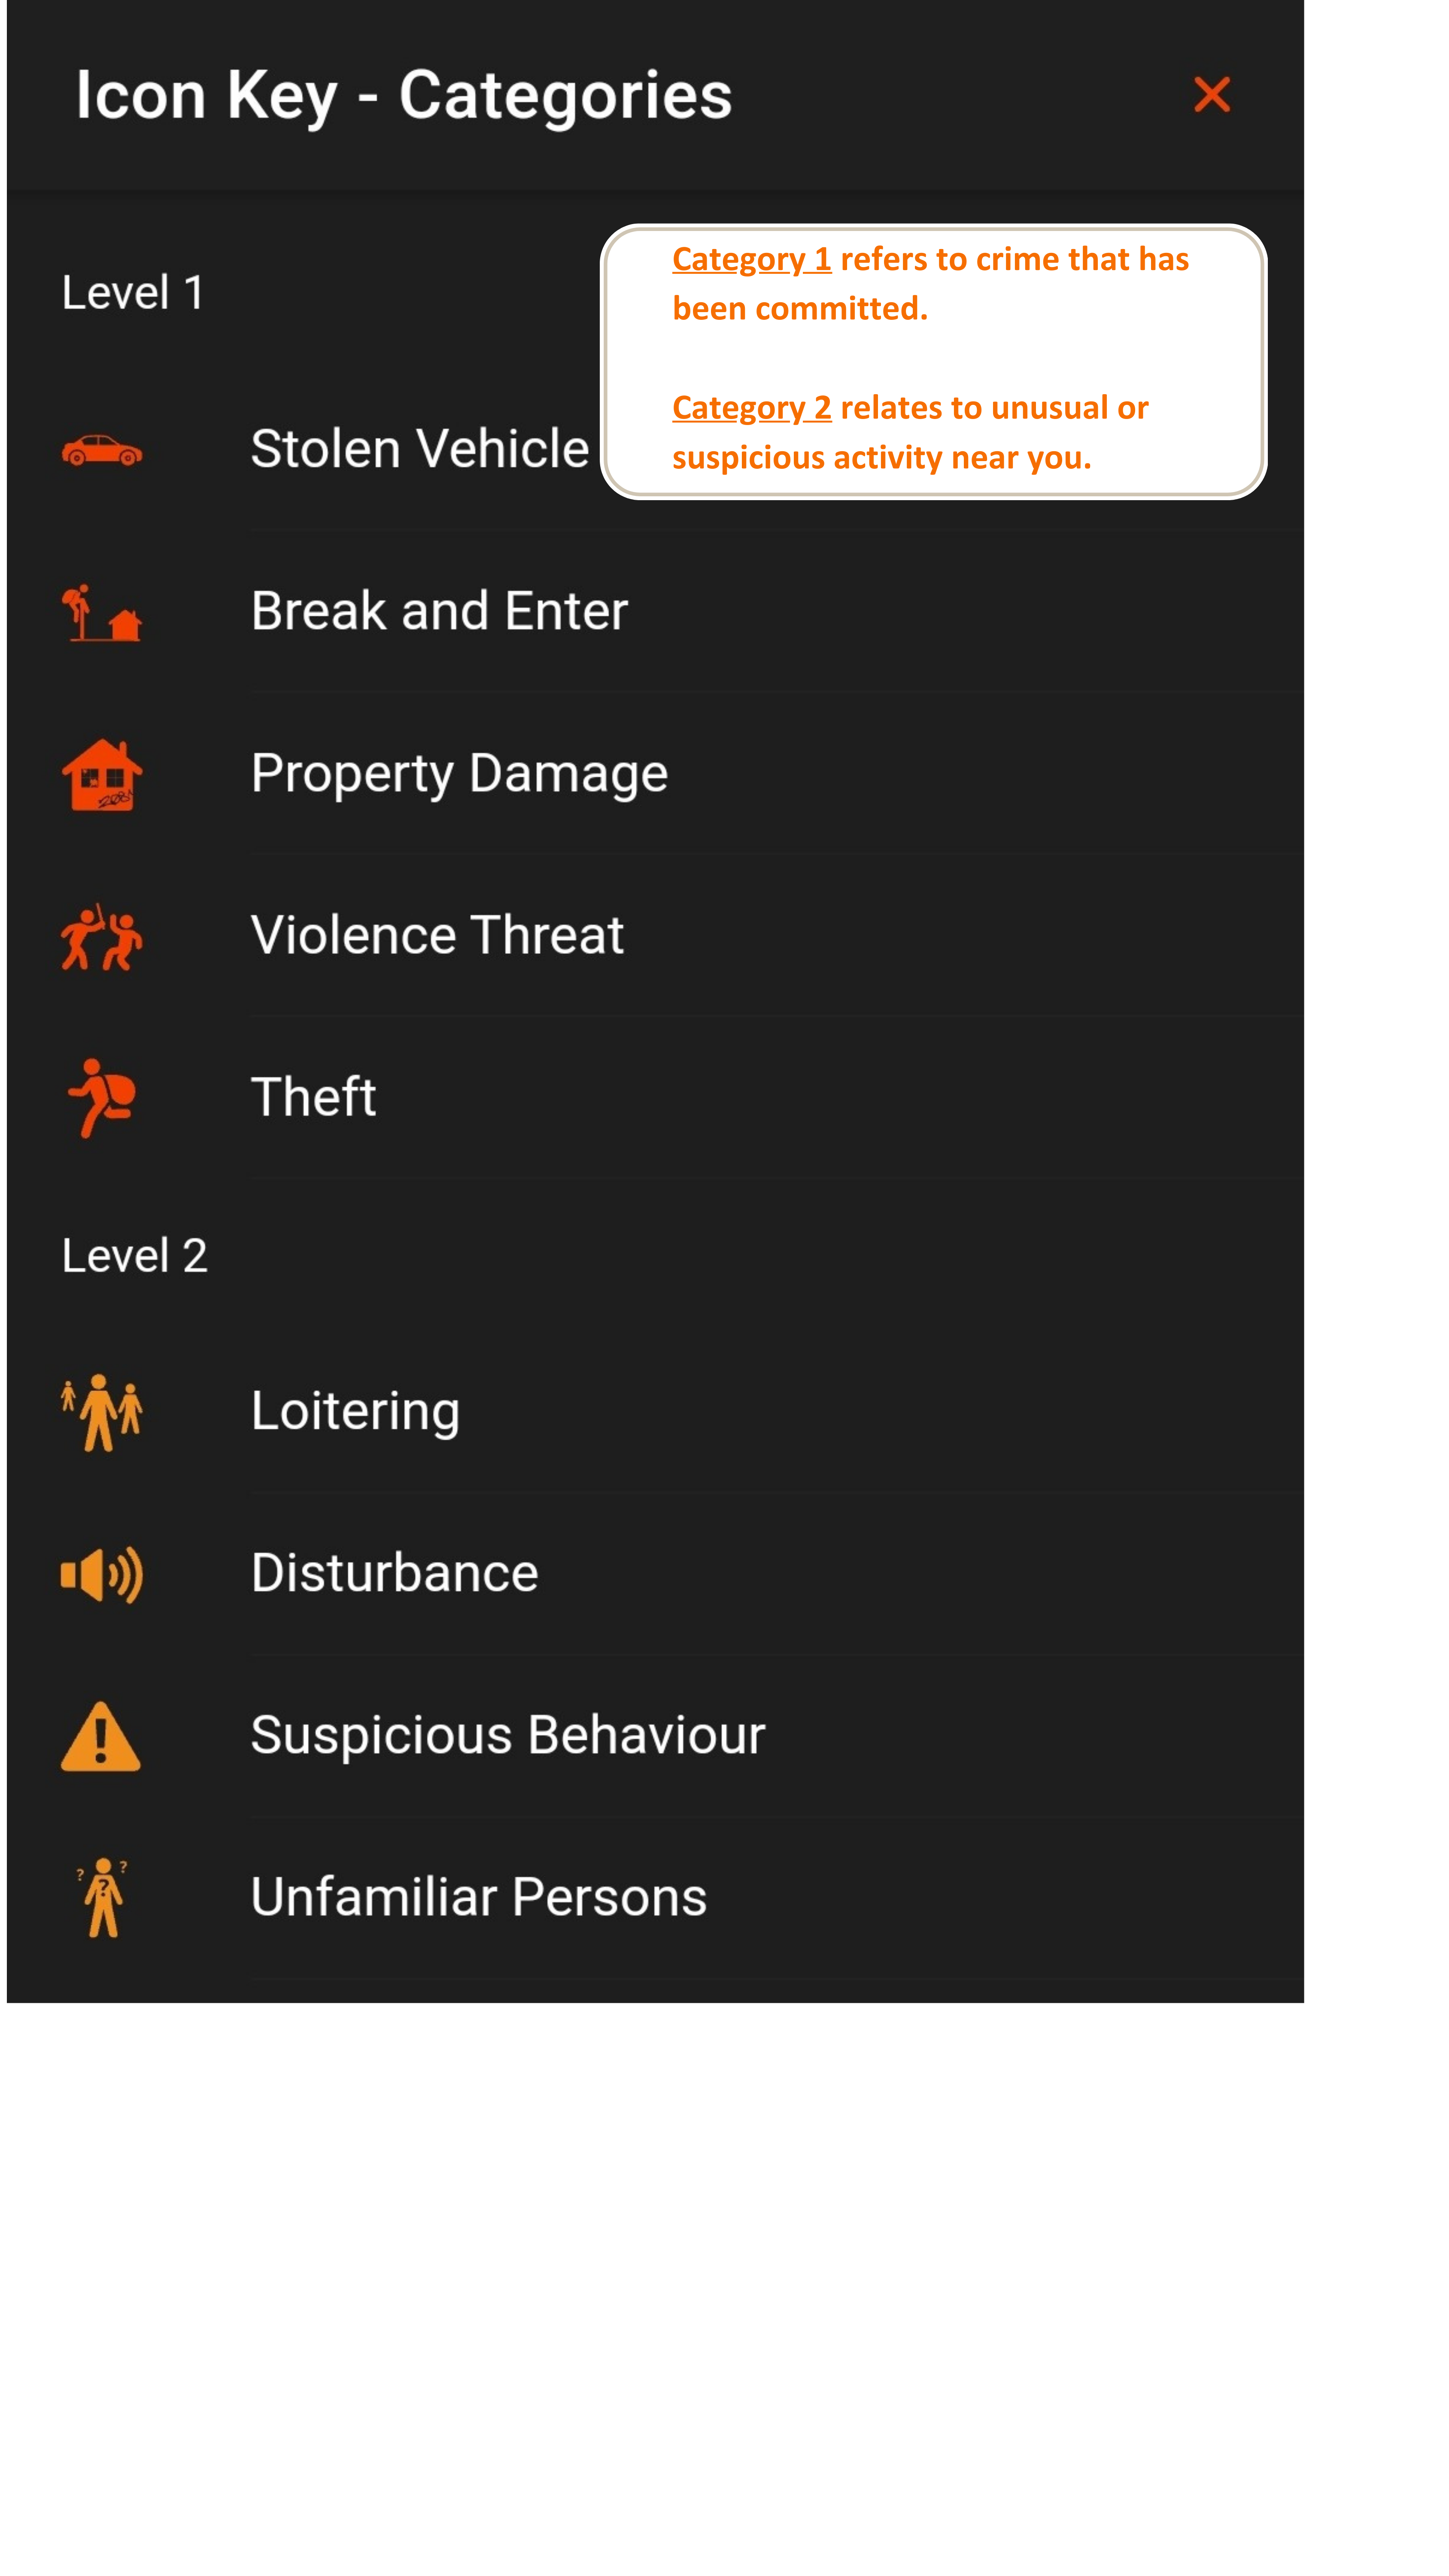 Icon Key - Categories
Level 1
Category 1 refers to crime that has
been committed.
Category 2 relates to unusual or
suspicious activity near you.
Stolen Vehicle
Break and Enter
Property Damage
Violence Threat
Theft
Level 2
Loitering
Disturbance
Suspicious Behaviour
Unfamiliar Persons